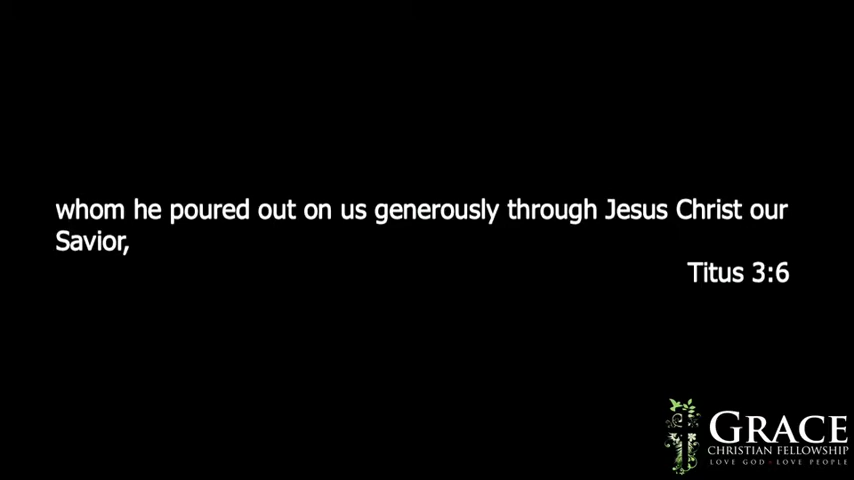 whom he poured out on us generously through Jesus Christ our
Savior,
Titus 3:6
GRACE
CHRISTIAN FELLOWSHIP
LOVE GOD • LOVE PEOPLE